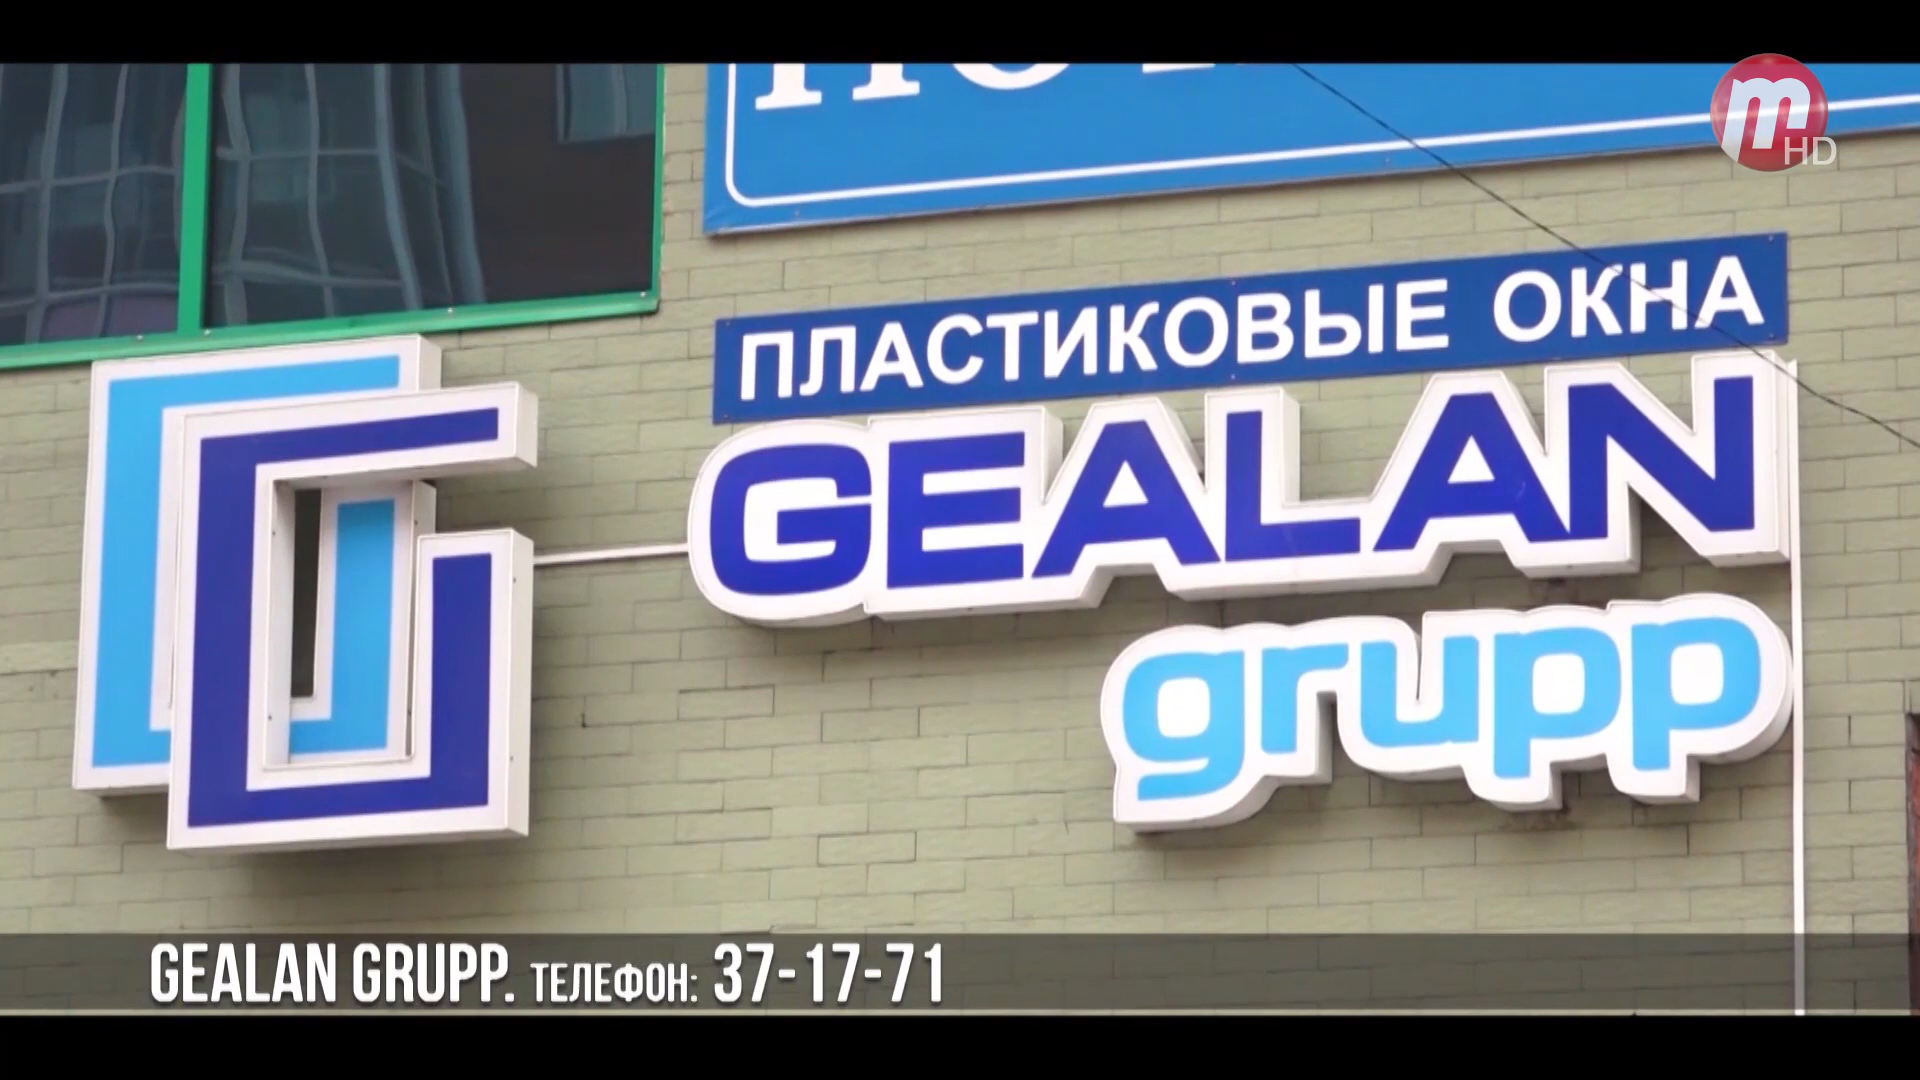 m HD
ПЛАСТИКОВЫЕ ОКНА
GEALAN
grupp
GEALAN GRUPP. ТЕЛЕФОН: 37-17-71